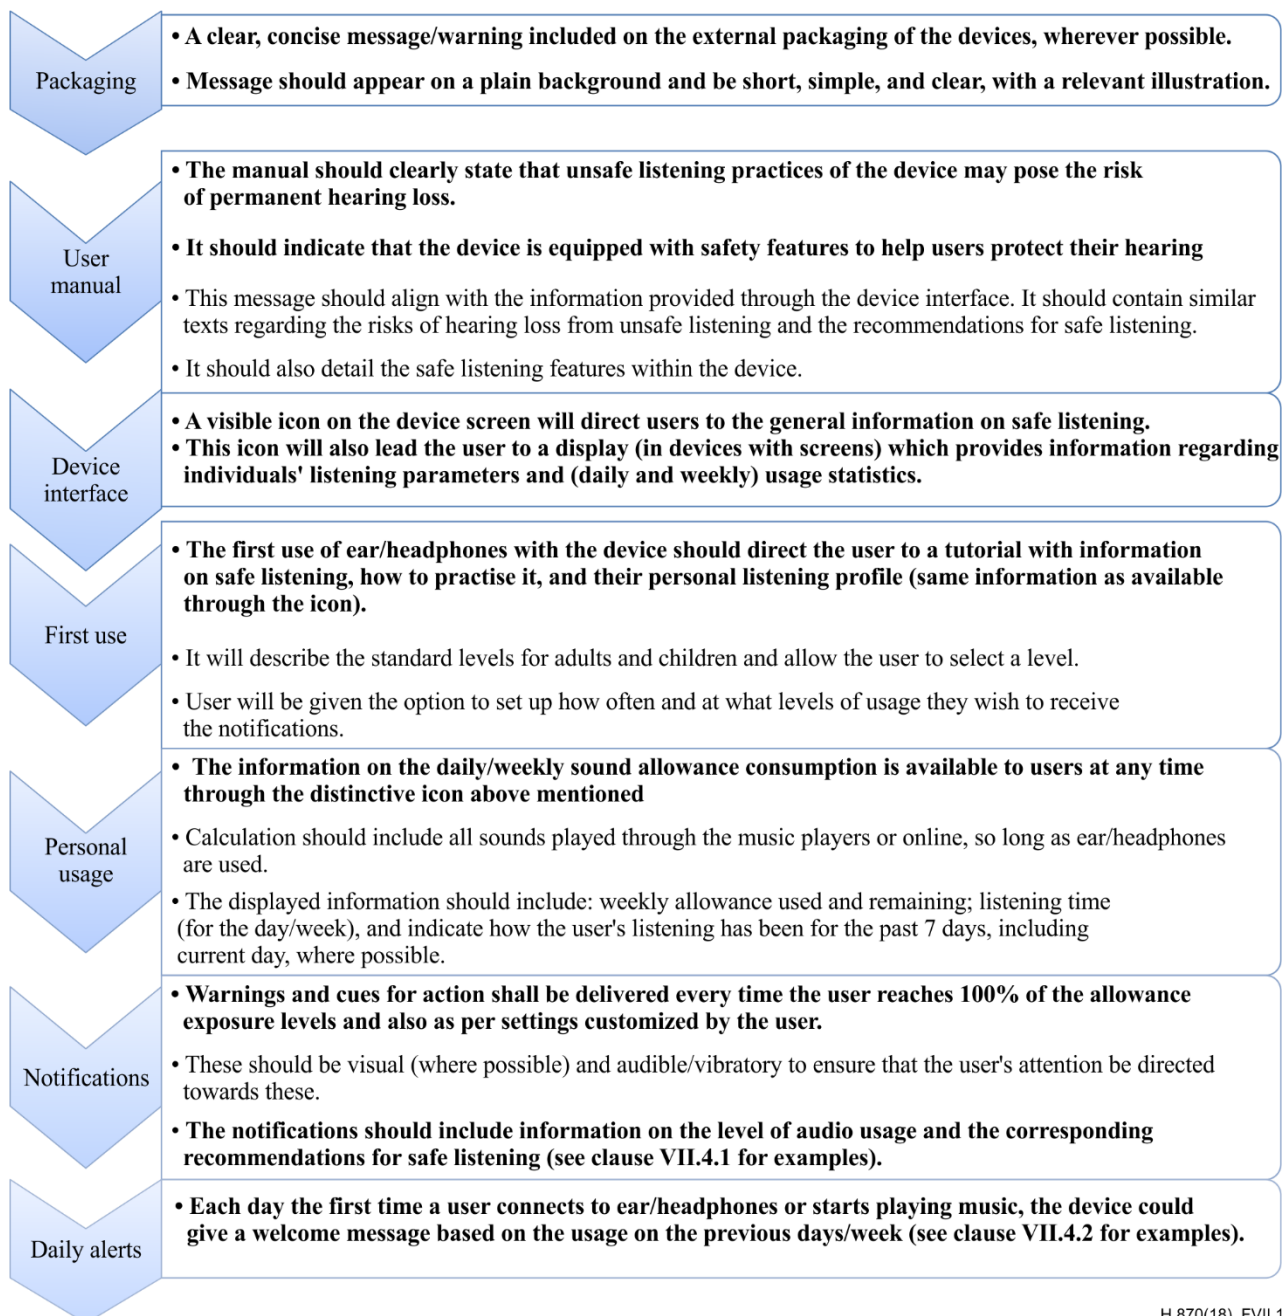 Packaging
• A clear, concise message/warning included on the external packaging of the devices, wherever possible.
• Message should appear on a plain background and be short, simple, and clear, with a relevant illustration.
User
manual
• The manual should clearly state that unsafe listening practices of the device may pose the risk
of permanent hearing loss.
• It should indicate that the device is equipped with safety features to help users protect their hearing
• This message should align with the information provided through the device interface. It should contain similar
texts regarding the risks of hearing loss from unsafe listening and the recommendations for safe listening.
• It should also detail the safe listening features within the device.
Device
interface
• A visible icon on the device screen will direct users to the general information on safe listening.
• This icon will also lead the user to a display (in devices with screens) which provides information regarding
individuals' listening parameters and (daily and weekly) usage statistics.
First use
• The first use of ear/headphones with the device should direct the user to a tutorial with information
on safe listening, how to practise it, and their personal listening profile (same information as available
through the icon).
• It will describe the standard levels for adults and children and allow the user to select a level.
• User will be given the option to set up how often and at what levels of usage they wish to receive
the notifications.
Personal
usage
• The information on the daily/weekly sound allowance consumption is available to users at any time
through the distinctive icon above mentioned
• Calculation should include all sounds played through the music players or online, so long as ear/headphones
are used.
• The displayed information should include: weekly allowance used and remaining; listening time
(for the day/week), and indicate how the user's listening has been for the past 7 days, including
current day, where possible.
Notifications
• Warnings and cues for action shall be delivered every time the user reaches 100% of the allowance
exposure levels and also as per settings customized by the user.
• These should be visual (where possible) and audible/vibratory to ensure that the user's attention be directed
towards these.
• The notifications should include information on the level of audio usage and the corresponding
recommendations for safe listening (see clause VII.4.1 for examples).
Daily alerts
• Each day the first time a user connects to ear/headphones or starts playing music, the device could
give a welcome message based on the usage on the previous days/week (see clause VII.4.2 for examples).
H.870(18)_FVII.1